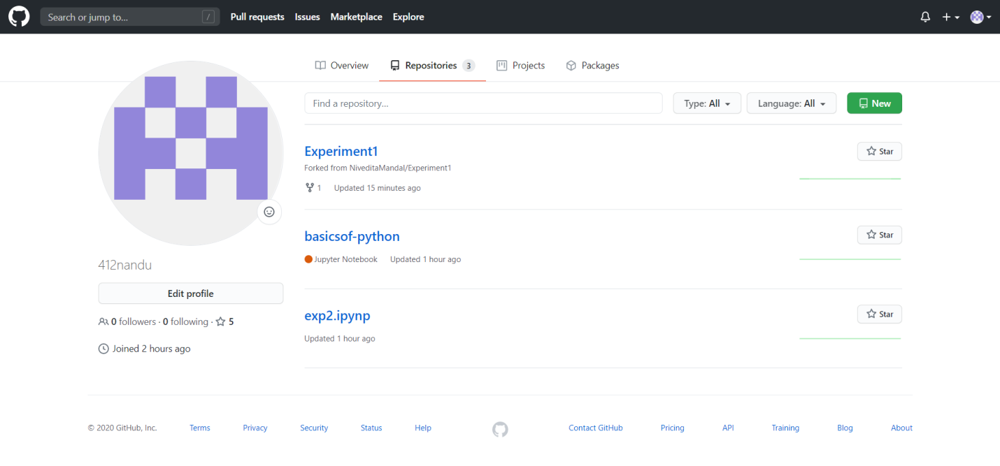 Search or jump to... / Pull requests Issues Marketplace Explore
Overview Repositories 3 Projects Packages
Find a repository... Type: All Language: All New
Experiment1 Star
Forked from NiveditaMandal/Experiment1
1 Updated 15 minutes ago
basicsof-python Star
Jupyter Notebook Updated 1 hour ago
412nandu
Edit profile
exp2.ipynp Star
0 followers · 0 following · 5
Updated 1 hour ago
Joined 2 hours ago
© 2020 GitHub, Inc. Terms Privacy Security Status Help Contact GitHub Pricing API Training Blog About